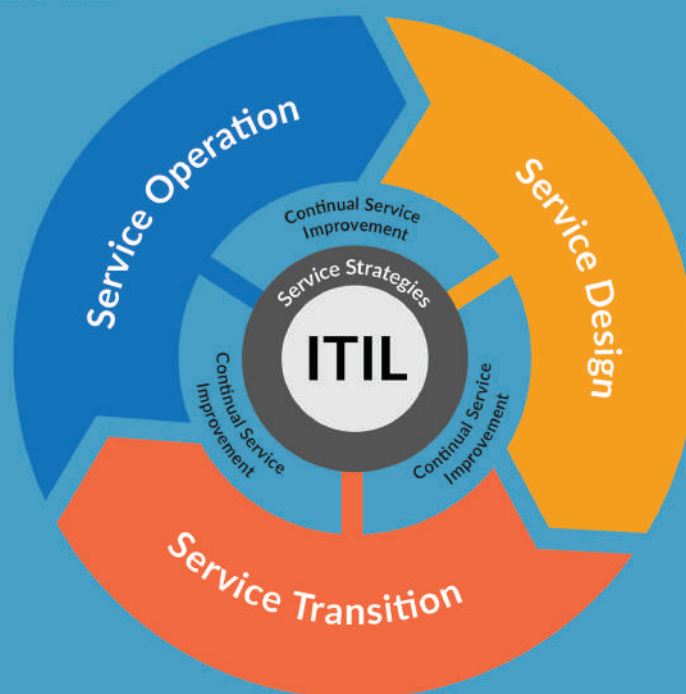 Service Operation
Service Design
Continual Service
Improvement
Service Strategies
ITIL
Continual Service
Improvement
Continual Service
Improvement
Service Transition